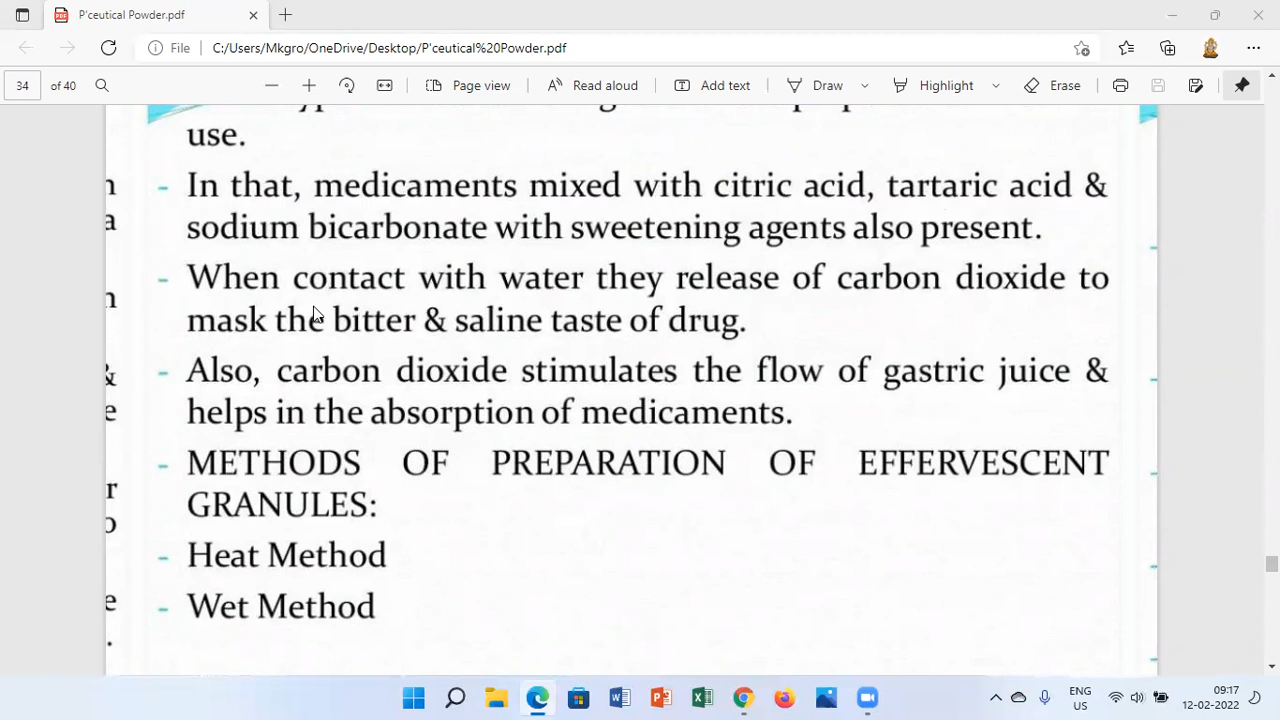 P'ceutical Powder.pdf
File
C:/Users/Mkgro/OneDrive/Desktop/P'ceutical%20Powder.pdf
34 of 40
Page view
Read aloud
Add text
Draw
Highlight
Erase
use.
- In that, medicaments mixed with citric acid, tartaric acid &
sodium bicarbonate with sweetening agents also present.
- When contact with water they release of carbon dioxide to
mask the bitter & saline taste of drug.
- Also, carbon dioxide stimulates the flow of gastric juice &
helps in the absorption of medicaments.
- METHODS OF PREPARATION OF EFFERVESCENT
GRANULES:
- Heat Method
- Wet Method
ENG
US
12-02-2022